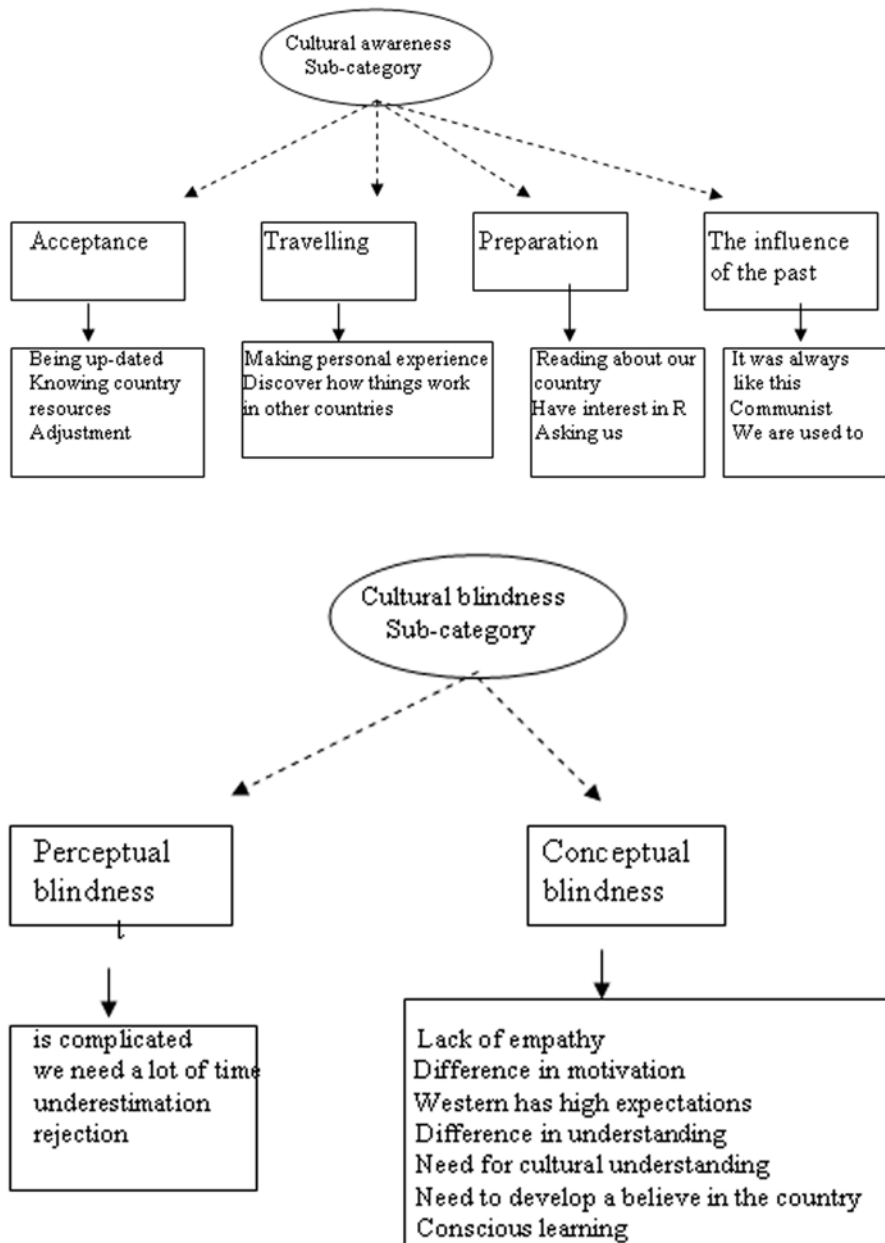 Cultural awareness
Sub-category
Acceptance
Travelling
Preparation
The influence
of the past
Being up-dated
Knowing country
resources
Adjustment
Making personal experience
Discover how things work
in other countries
Reading about our
country
Have interest in R
Asking us
It was always
like this
Communist
We are used to
Cultural blindness
Sub-category
Perceptual
blindness
Conceptual
blindness
is complicated
we need a lot of time
underestimation
rejection
Lack of empathy
Difference in motivation
Western has high expectations
Difference in understanding
Need for cultural understanding
Need to develop a believe in the country
Conscious learning